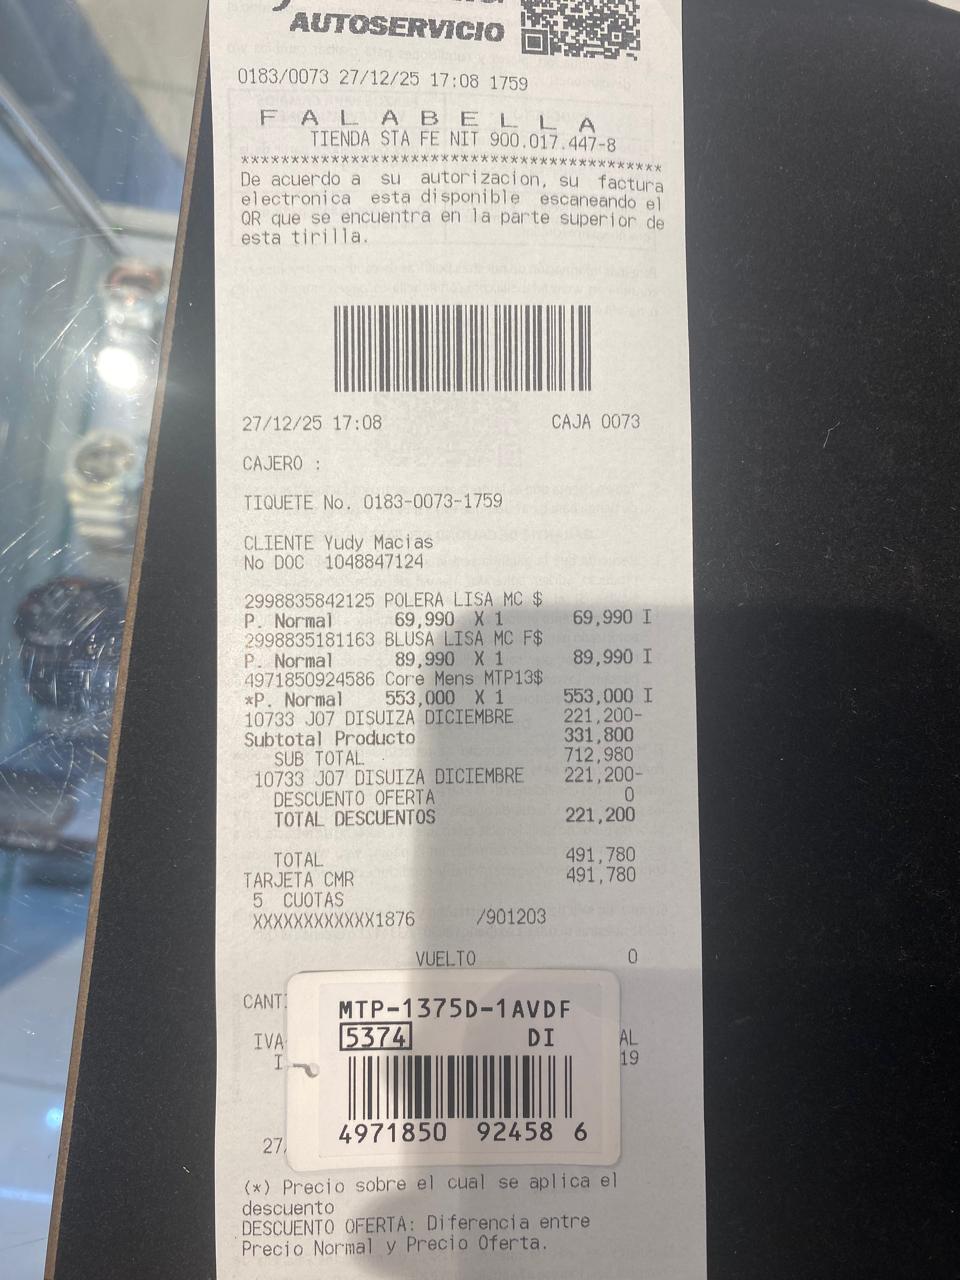 AUTOSERVICIO
0183/0073 27/12/25 17:08 1759
F A L A B E L L A
TIENDA STA FE NIT 900.017.447-8
******************************************
De acuerdo a su autorizacion, su factura
electronica esta disponible escaneando el
QR que se encuentra en la parte superior de
esta tirilla.
27/12/25 17:08 CAJA 0073
CAJERO :
TIQUETE No. 0183-0073-1759
CLIENTE Yudy Macias
No DOC 1048847124
2998835842125 POLERA LISA MC $
P. Normal 69,990 X 1 69,990 I
2998835181163 BLUSA LISA MC F$
P. Normal 89,990 X 1 89,990 I
4971850924586 Core Mens MTP13$
*P. Normal 553,000 X 1 553,000 I
10733 J07 DISUIZA DICIEMBRE 221,200-
Subtotal Producto 331,800
SUB TOTAL 712,980
10733 J07 DISUIZA DICIEMBRE 221,200-
DESCUENTO OFERTA 0
TOTAL DESCUENTOS 221,200
TOTAL 491,780
TARJETA CMR 491,780
5 CUOTAS
XXXXXXXXXXXX1876 /901203
VUELTO 0
CANT
MTP-1375D-1AVDF
5374 DI
IVA AL
I 19
4971850 92458 6
27/
(*) Precio sobre el cual se aplica el
descuento
DESCUENTO OFERTA: Diferencia entre
Precio Normal y Precio Oferta.